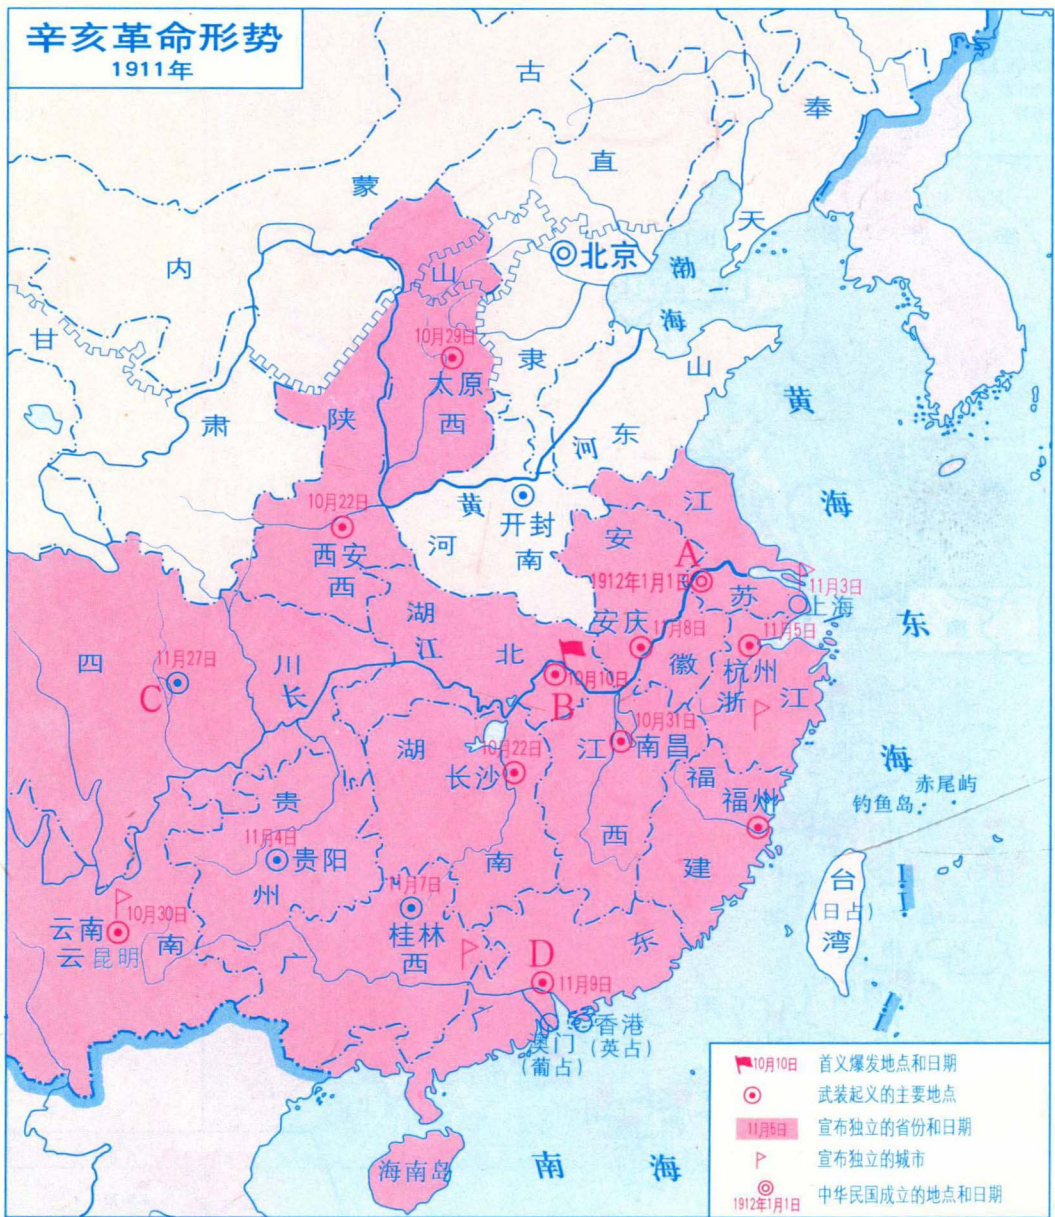 辛亥革命形势
1911年
古
奉
直
蒙
天
内
北京
渤
海
山
甘
10月29日
太原
隶
山
黄
肃
陕
西
河
东
10月22日
西安
西
黄
开封
河
南
江
海
安
A
1912年1月1日
11月3日
上海
苏
湖
江
北
安庆
11月8日
11月5日
东
四
11月27日
川
长
C
10月10日
B
徽
杭州
浙
江
10月31日
南昌
江
湖
10月22日
长沙
海
赤尾屿
钓鱼岛
福
福州
贵
11月4日
贵阳
州
南
西
建
台
(日占)
湾
11月7日
桂林
西
10月30日
云南
云
昆明
南
广
D
11月9日
东
香港
(英占)
澳门
(葡占)
海南岛
南
海
10月10日 首义爆发地点和日期
武装起义的主要地点
11月5日 宣布独立的省份和日期
宣布独立的城市
1912年1月1日 中华民国成立的地点和日期